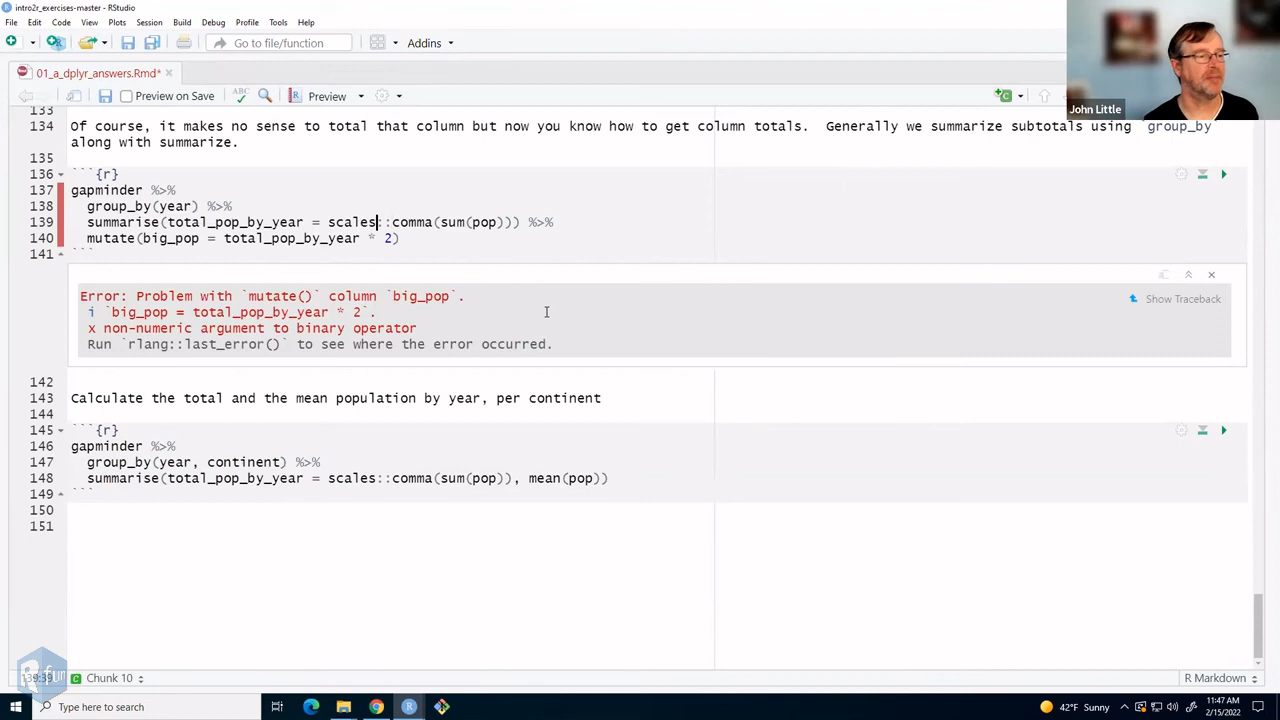 intro2r_exercises-master - RStudio
File Edit Code View Plots Session Build Debug Profile Tools Help
Go to file/function Addins
01_a_dplyr_answers.Rmd*
Preview on Save Preview
John Little
133
134 Of course, it makes no sense to total that column but now you know how to get column totals. Generally we summarize subtotals using `group_by
along with summarize.
135
136 ```{r}
137 gapminder %>%
138 group_by(year) %>%
139 summarise(total_pop_by_year = scales::comma(sum(pop))) %>%
140 mutate(big_pop = total_pop_by_year * 2)
141 ```
Error: Problem with `mutate()` column `big_pop`.
i `big_pop = total_pop_by_year * 2`.
x non-numeric argument to binary operator
Run `rlang::last_error()` to see where the error occurred.
Show Traceback
142
143 Calculate the total and the mean population by year, per continent
144
145 ```{r}
146 gapminder %>%
147 group_by(year, continent) %>%
148 summarise(total_pop_by_year = scales::comma(sum(pop)), mean(pop))
149 ```
150
151
R fun
139:39 Chunk 10 R Markdown
Type here to search
42°F Sunny
11:47 AM
2/15/2022